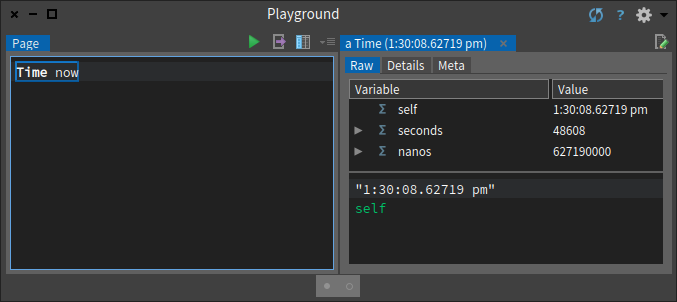 Playground
?
Page
Time now
a Time (1:30:08.62719 pm)
Raw Details Meta
Variable Value
Σ self 1:30:08.62719 pm
Σ seconds 48608
Σ nanos 627190000
"1:30:08.62719 pm"
self